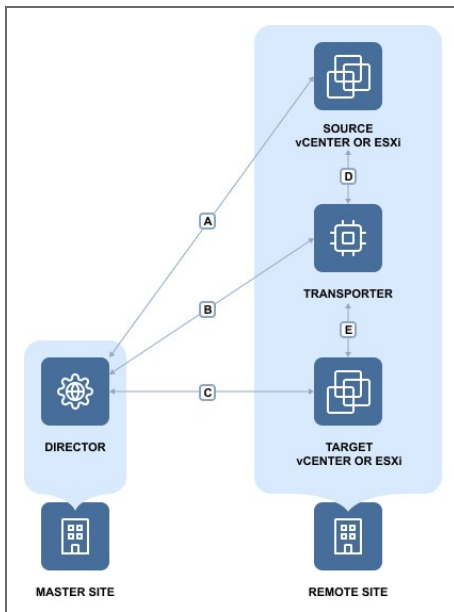 SOURCE
vCENTER OR ESXi
D
A
TRANSPORTER
B
E
C
DIRECTOR
TARGET
vCENTER OR ESXi
MASTER SITE
REMOTE SITE